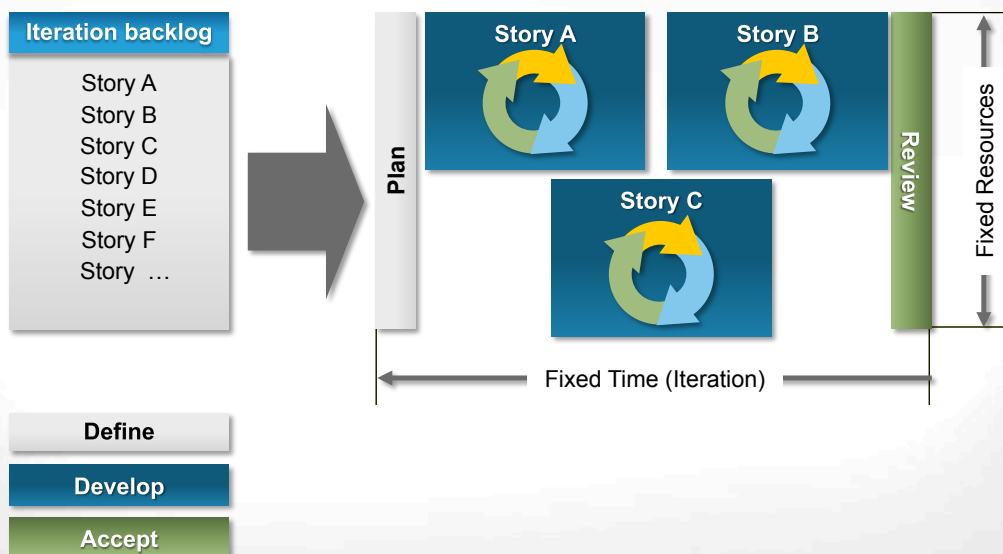 Iteration backlog
Story A
Story B
Story C
Story D
Story E
Story F
Story …
Plan
Story A
Story B
Story C
Review
Fixed Resources
Fixed Time (Iteration)
Define
Develop
Accept